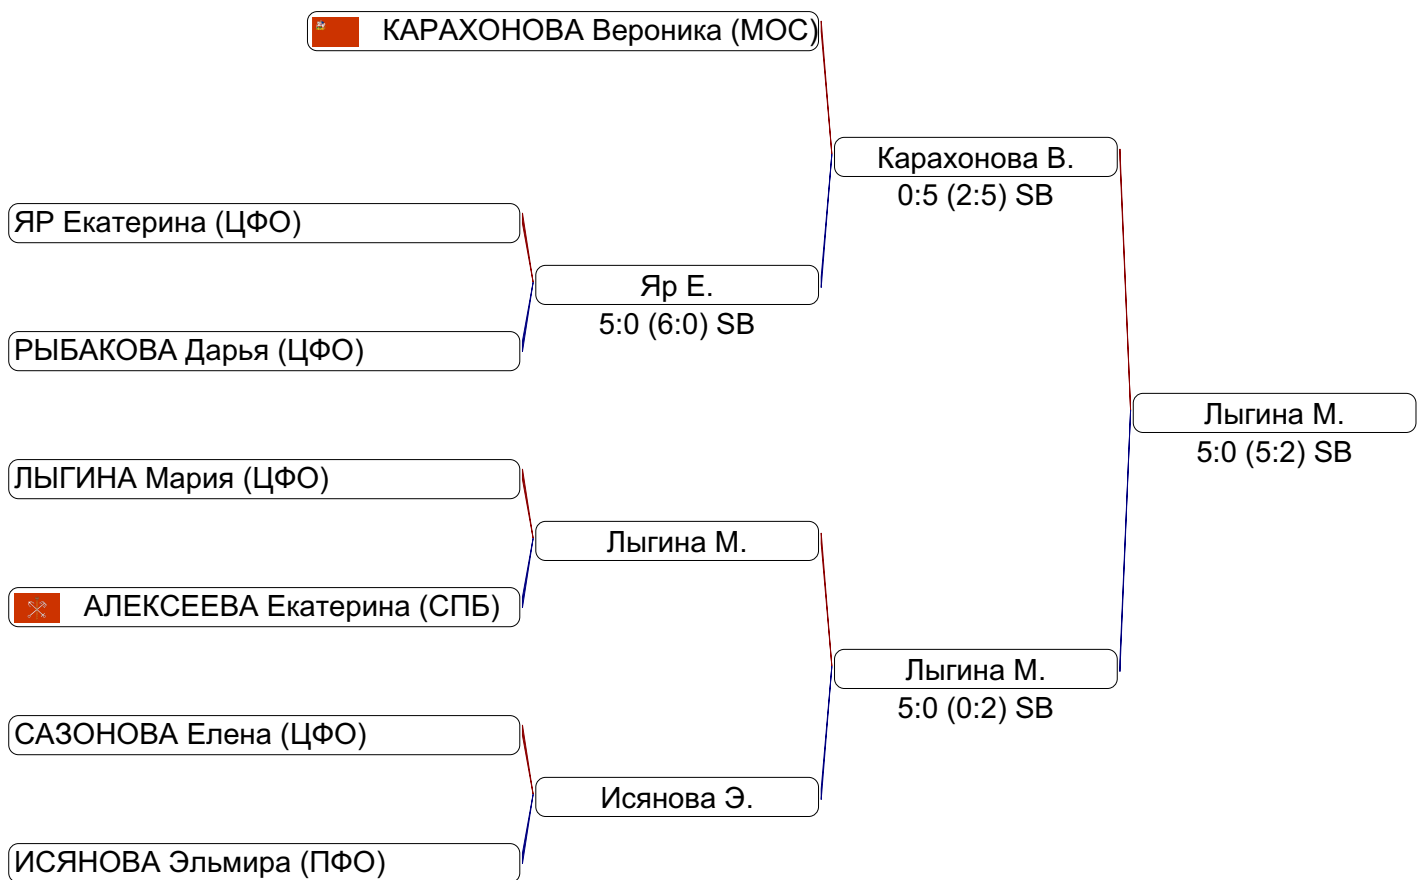 КАРАХОНОВА Вероника (МОС)
Карахонова В.
0:5 (2:5) SB
ЯР Екатерина (ЦФО)
Яр Е.
5:0 (6:0) SB
РЫБАКОВА Дарья (ЦФО)
Лыгина М.
5:0 (5:2) SB
ЛЫГИНА Мария (ЦФО)
Лыгина М.
АЛЕКСЕЕВА Екатерина (СПБ)
Лыгина М.
5:0 (0:2) SB
САЗОНОВА Елена (ЦФО)
Исянова Э.
ИСЯНОВА Эльмира (ПФО)